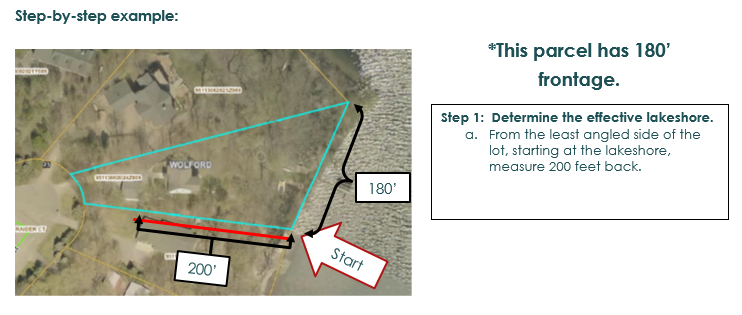 Step-by-step example:
*This parcel has 180’
frontage.
Step 1: Determine the effective lakeshore.
a. From the least angled side of the
lot, starting at the lakeshore,
measure 200 feet back.
WOLFORD
180’
200’
Start